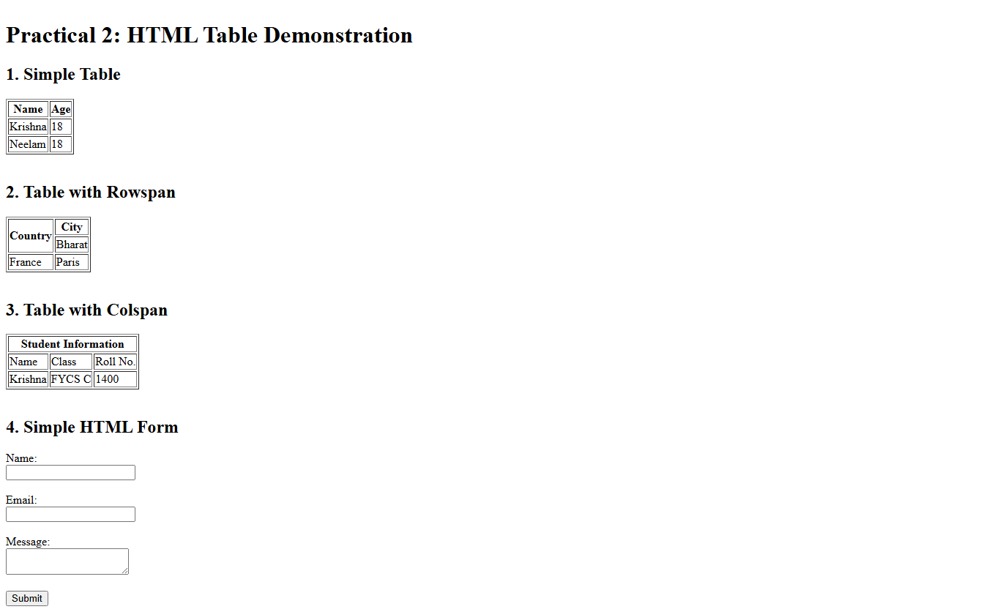 Practical 2: HTML Table Demonstration
1. Simple Table
Name Age
Krishna 18
Neelam 18
2. Table with Rowspan
Country City
Bharat
France Paris
3. Table with Colspan
Student Information
Name Class Roll No.
Krishna FYCS C 1400
4. Simple HTML Form
Name:
Email:
Message:
Submit